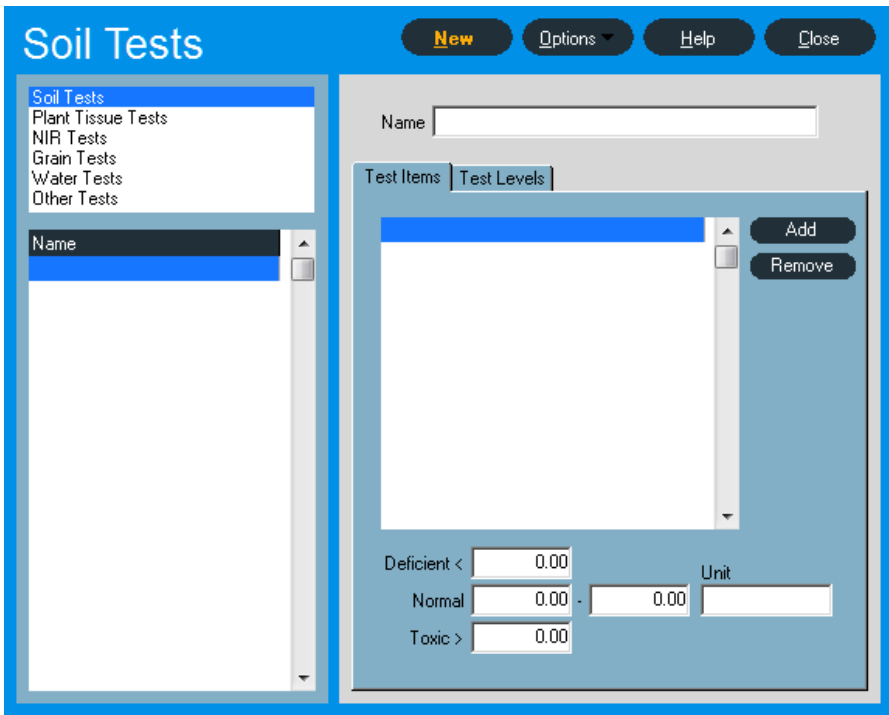 Soil Tests
New Options Help Close
Soil Tests
Plant Tissue Tests
NIR Tests
Grain Tests
Water Tests
Other Tests
Name
Name
Test Items Test Levels
Add
Remove
Deficient < 0.00
Unit
Normal 0.00 - 0.00
Toxic > 0.00